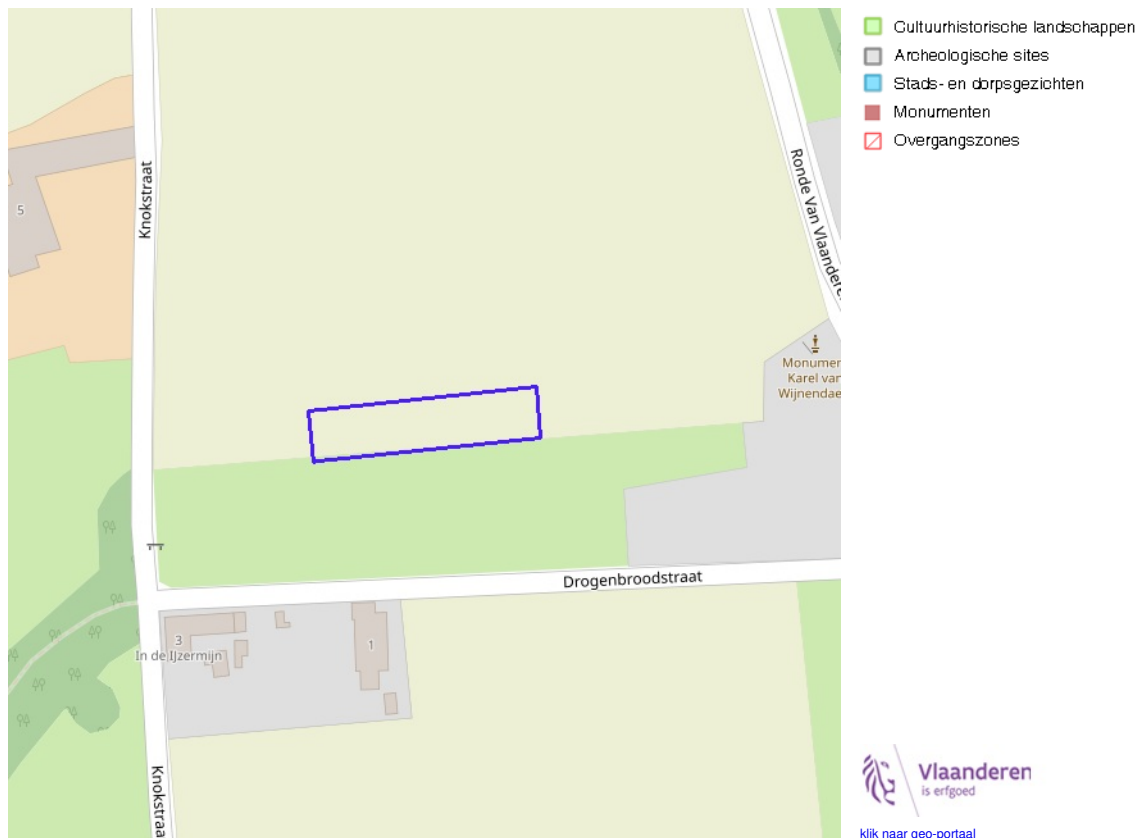 Cultuurhistorische landschappen
Archeologische sites
Stads- en dorpsgezichten
Monumenten
Overgangszones
Knokstraat
5
Ronde Van Vlaanderen
Monumen
Karel van
Wijnendae
Drogenbroodstraat
3
In de IJzermijn
1
Knokstraa
Vlaanderen
is erfgoed
klik naar geo-portaal